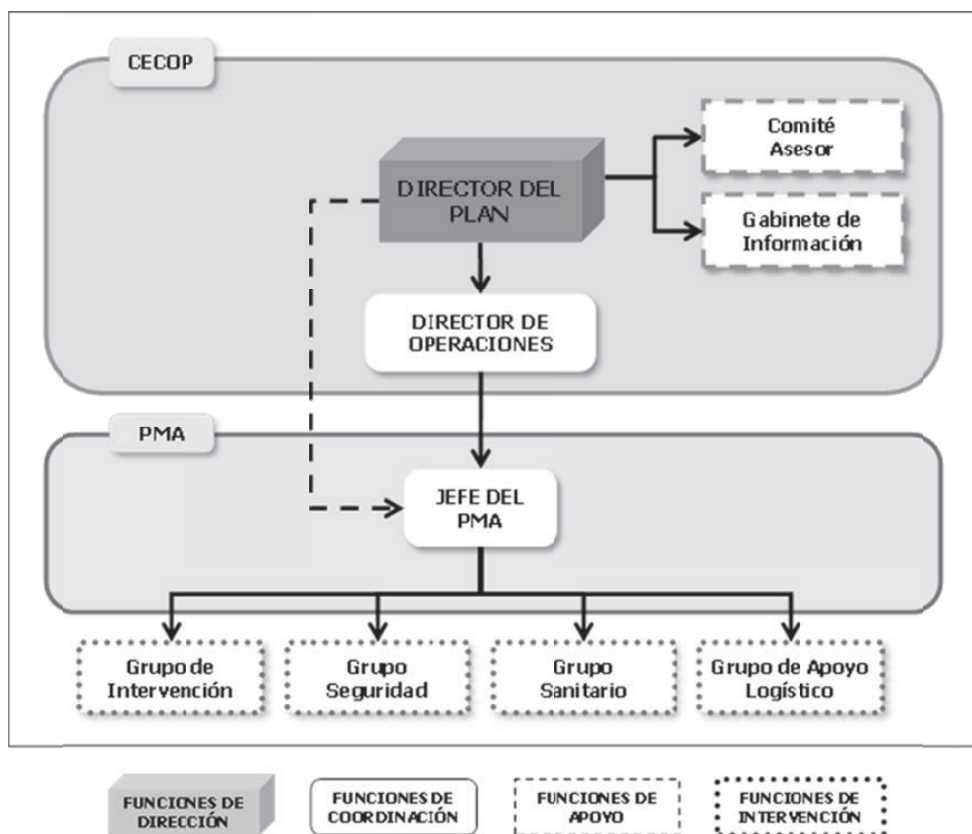 CECOP
Comité
Asesor
DIRECTOR DEL
PLAN
Gabinete de
Información
DIRECTOR DE
OPERACIONES
PMA
JEFE DEL
PMA
Grupo de
Intervención
Grupo
Seguridad
Grupo
Sanitario
Grupo de Apoyo
Logístico
FUNCIONES DE
DIRECCIÓN
FUNCIONES DE
COORDINACIÓN
FUNCIONES DE
APOYO
FUNCIONES DE
INTERVENCIÓN